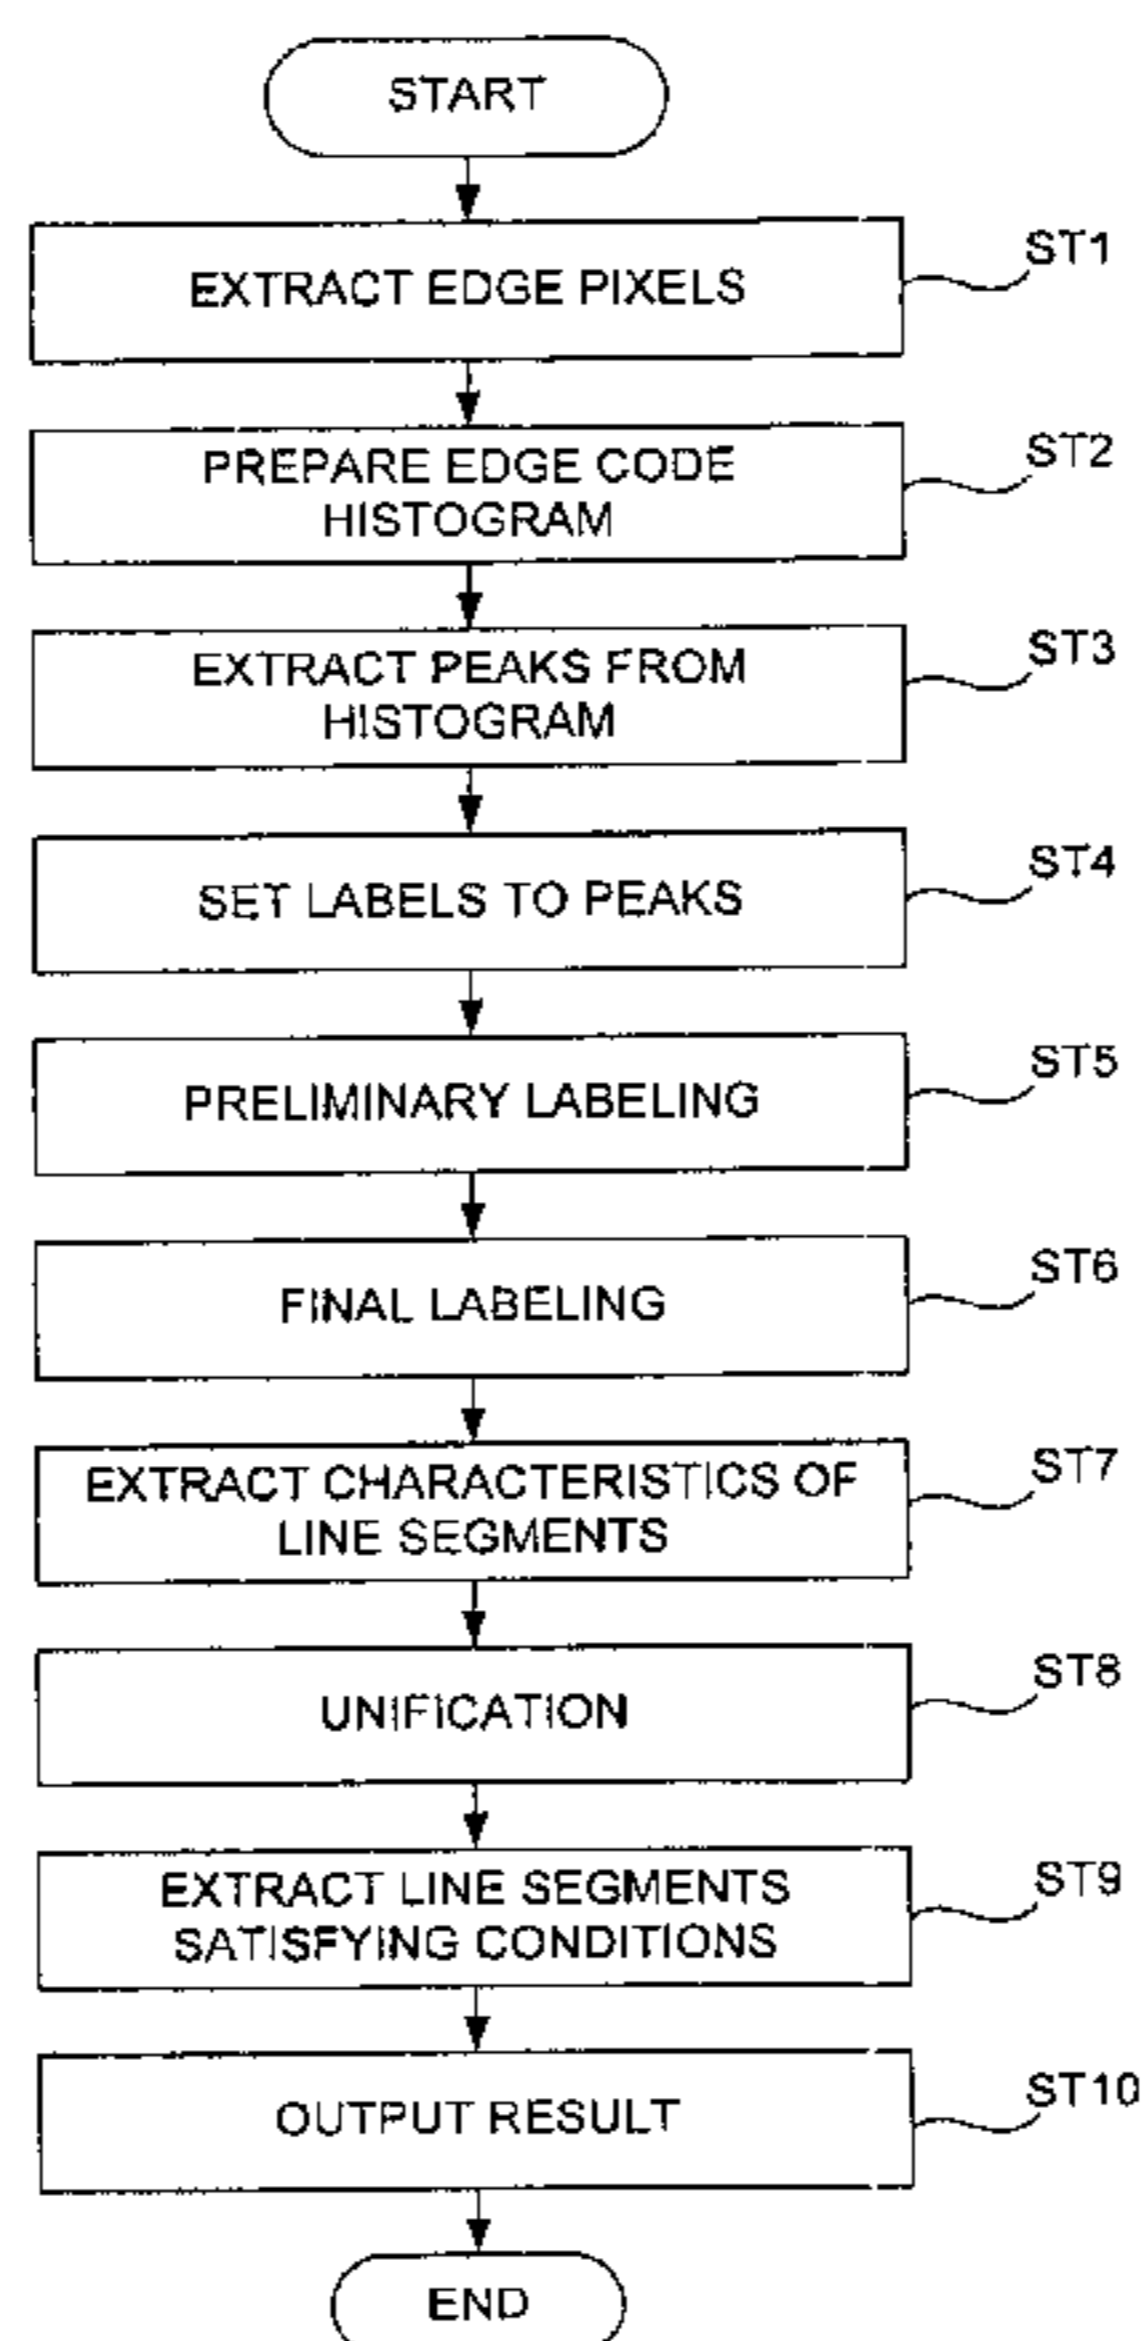 START
EXTRACT EDGE PIXELS
ST1
PREPARE EDGE CODE
HISTOGRAM
ST2
EXTRACT PEAKS FROM
HISTOGRAM
ST3
SET LABELS TO PEAKS
ST4
PRELIMINARY LABELING
ST5
FINAL LABELING
ST6
EXTRACT CHARACTERISTICS OF
LINE SEGMENTS
ST7
UNIFICATION
ST8
EXTRACT LINE SEGMENTS
SATISFYING CONDITIONS
ST9
OUTPUT RESULT
ST10
END